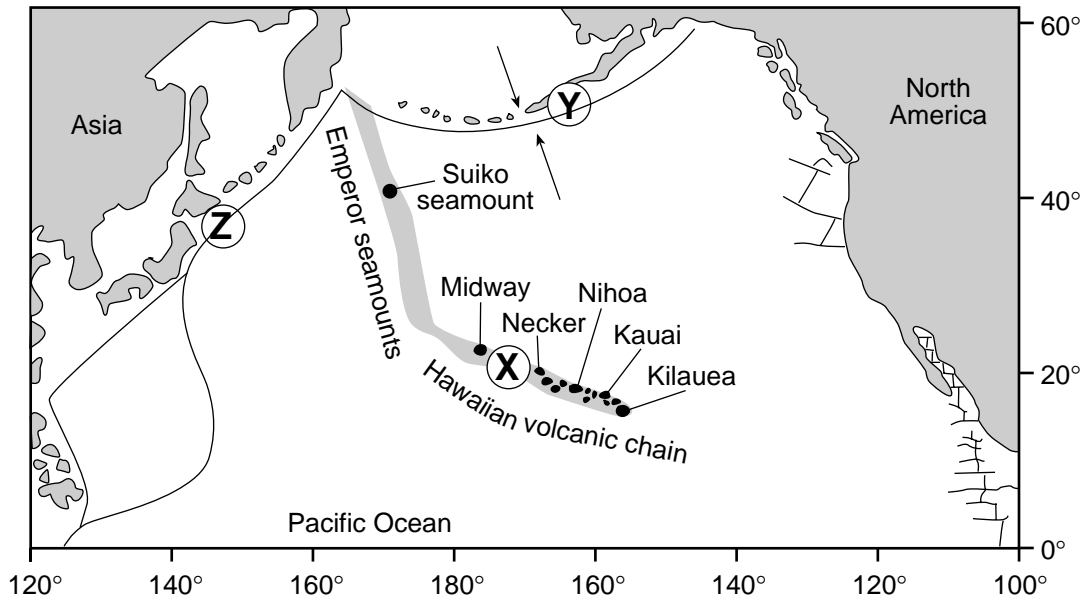 60°
North
America
Asia
Y
Emperor seamounts
Suiko
seamount
40°
Z
Midway
Nihoa
Necker
Kauai
X
Kilauea
20°
Hawaiian volcanic chain
Pacific Ocean
0°
120° 140° 160° 180° 160° 140° 120° 100°